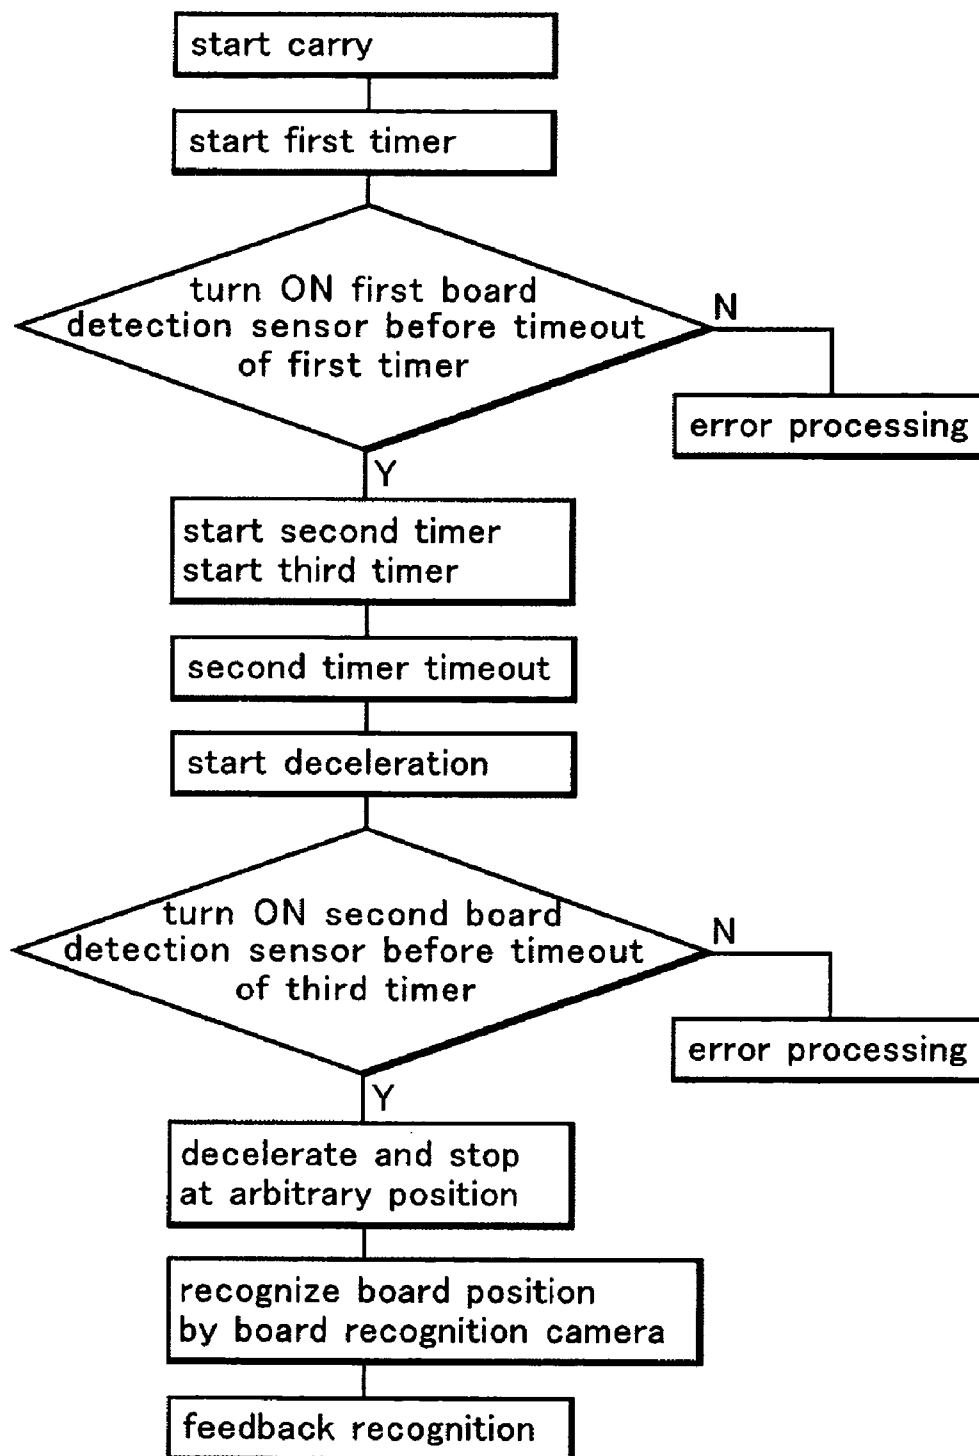 start carry
start first timer
turn ON first board
detection sensor before timeout
of first timer
N
error processing
Y
start second timer
start third timer
second timer timeout
start deceleration
turn ON second board
detection sensor before timeout
of third timer
N
error processing
Y
decelerate and stop
at arbitrary position
recognize board position
by board recognition camera
feedback recognition